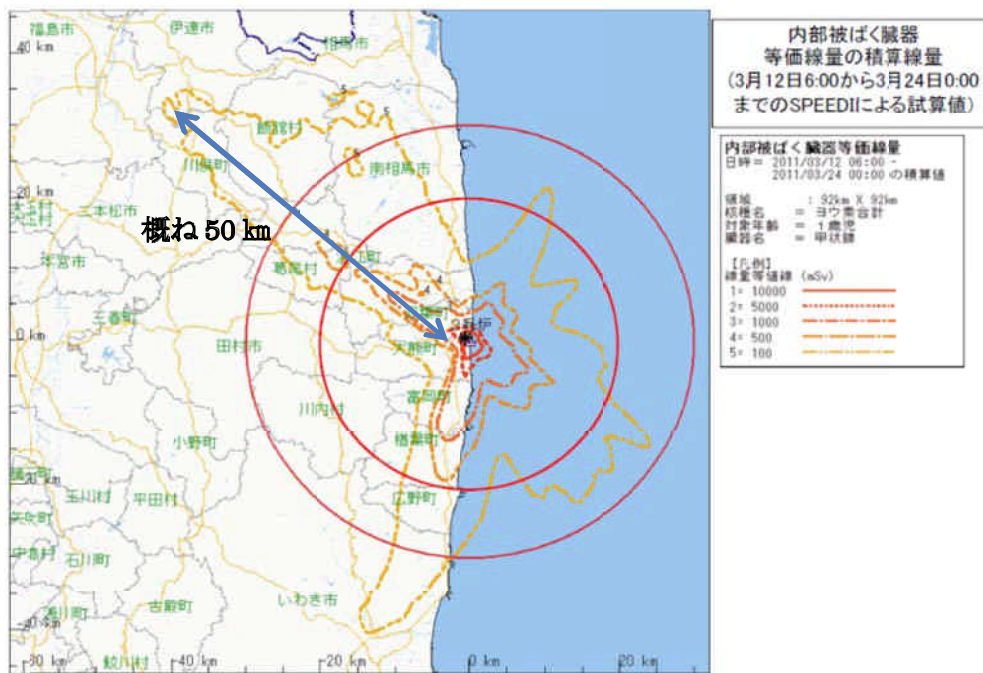 内部被ばく臓器
等価線量の積算線量
(3月12日6:00から3月24日0:00
までのSPEEDIによる試算値)
内部被ばく臓器等価線量
日時= 2011/03/12 06:00 -
2011/03/24 00:00 の積算値
領域 : 92km X 92km
核種名 = ヨウ素合計
対象年齢 = 1歳児
臓器名 = 甲状腺
【凡例】
線量等値線 (mSv)
1= 10000
2= 5000
3= 1000
4= 500
5= 100
福島市
伊達市
相馬市
40 km
飯舘村
川俣町
南相馬市
20 km
二本松市
概ね50㎞
葛尾村
本宮市
三春町
0 km
田村市
大熊町
富岡町
川内村
小野町
楢葉町
広野町
玉川村
平田村
矢吹町
石川町
古殿町
いわき市
鮫川村
40 km
20 km
0 km
20 km
5
5
4
4